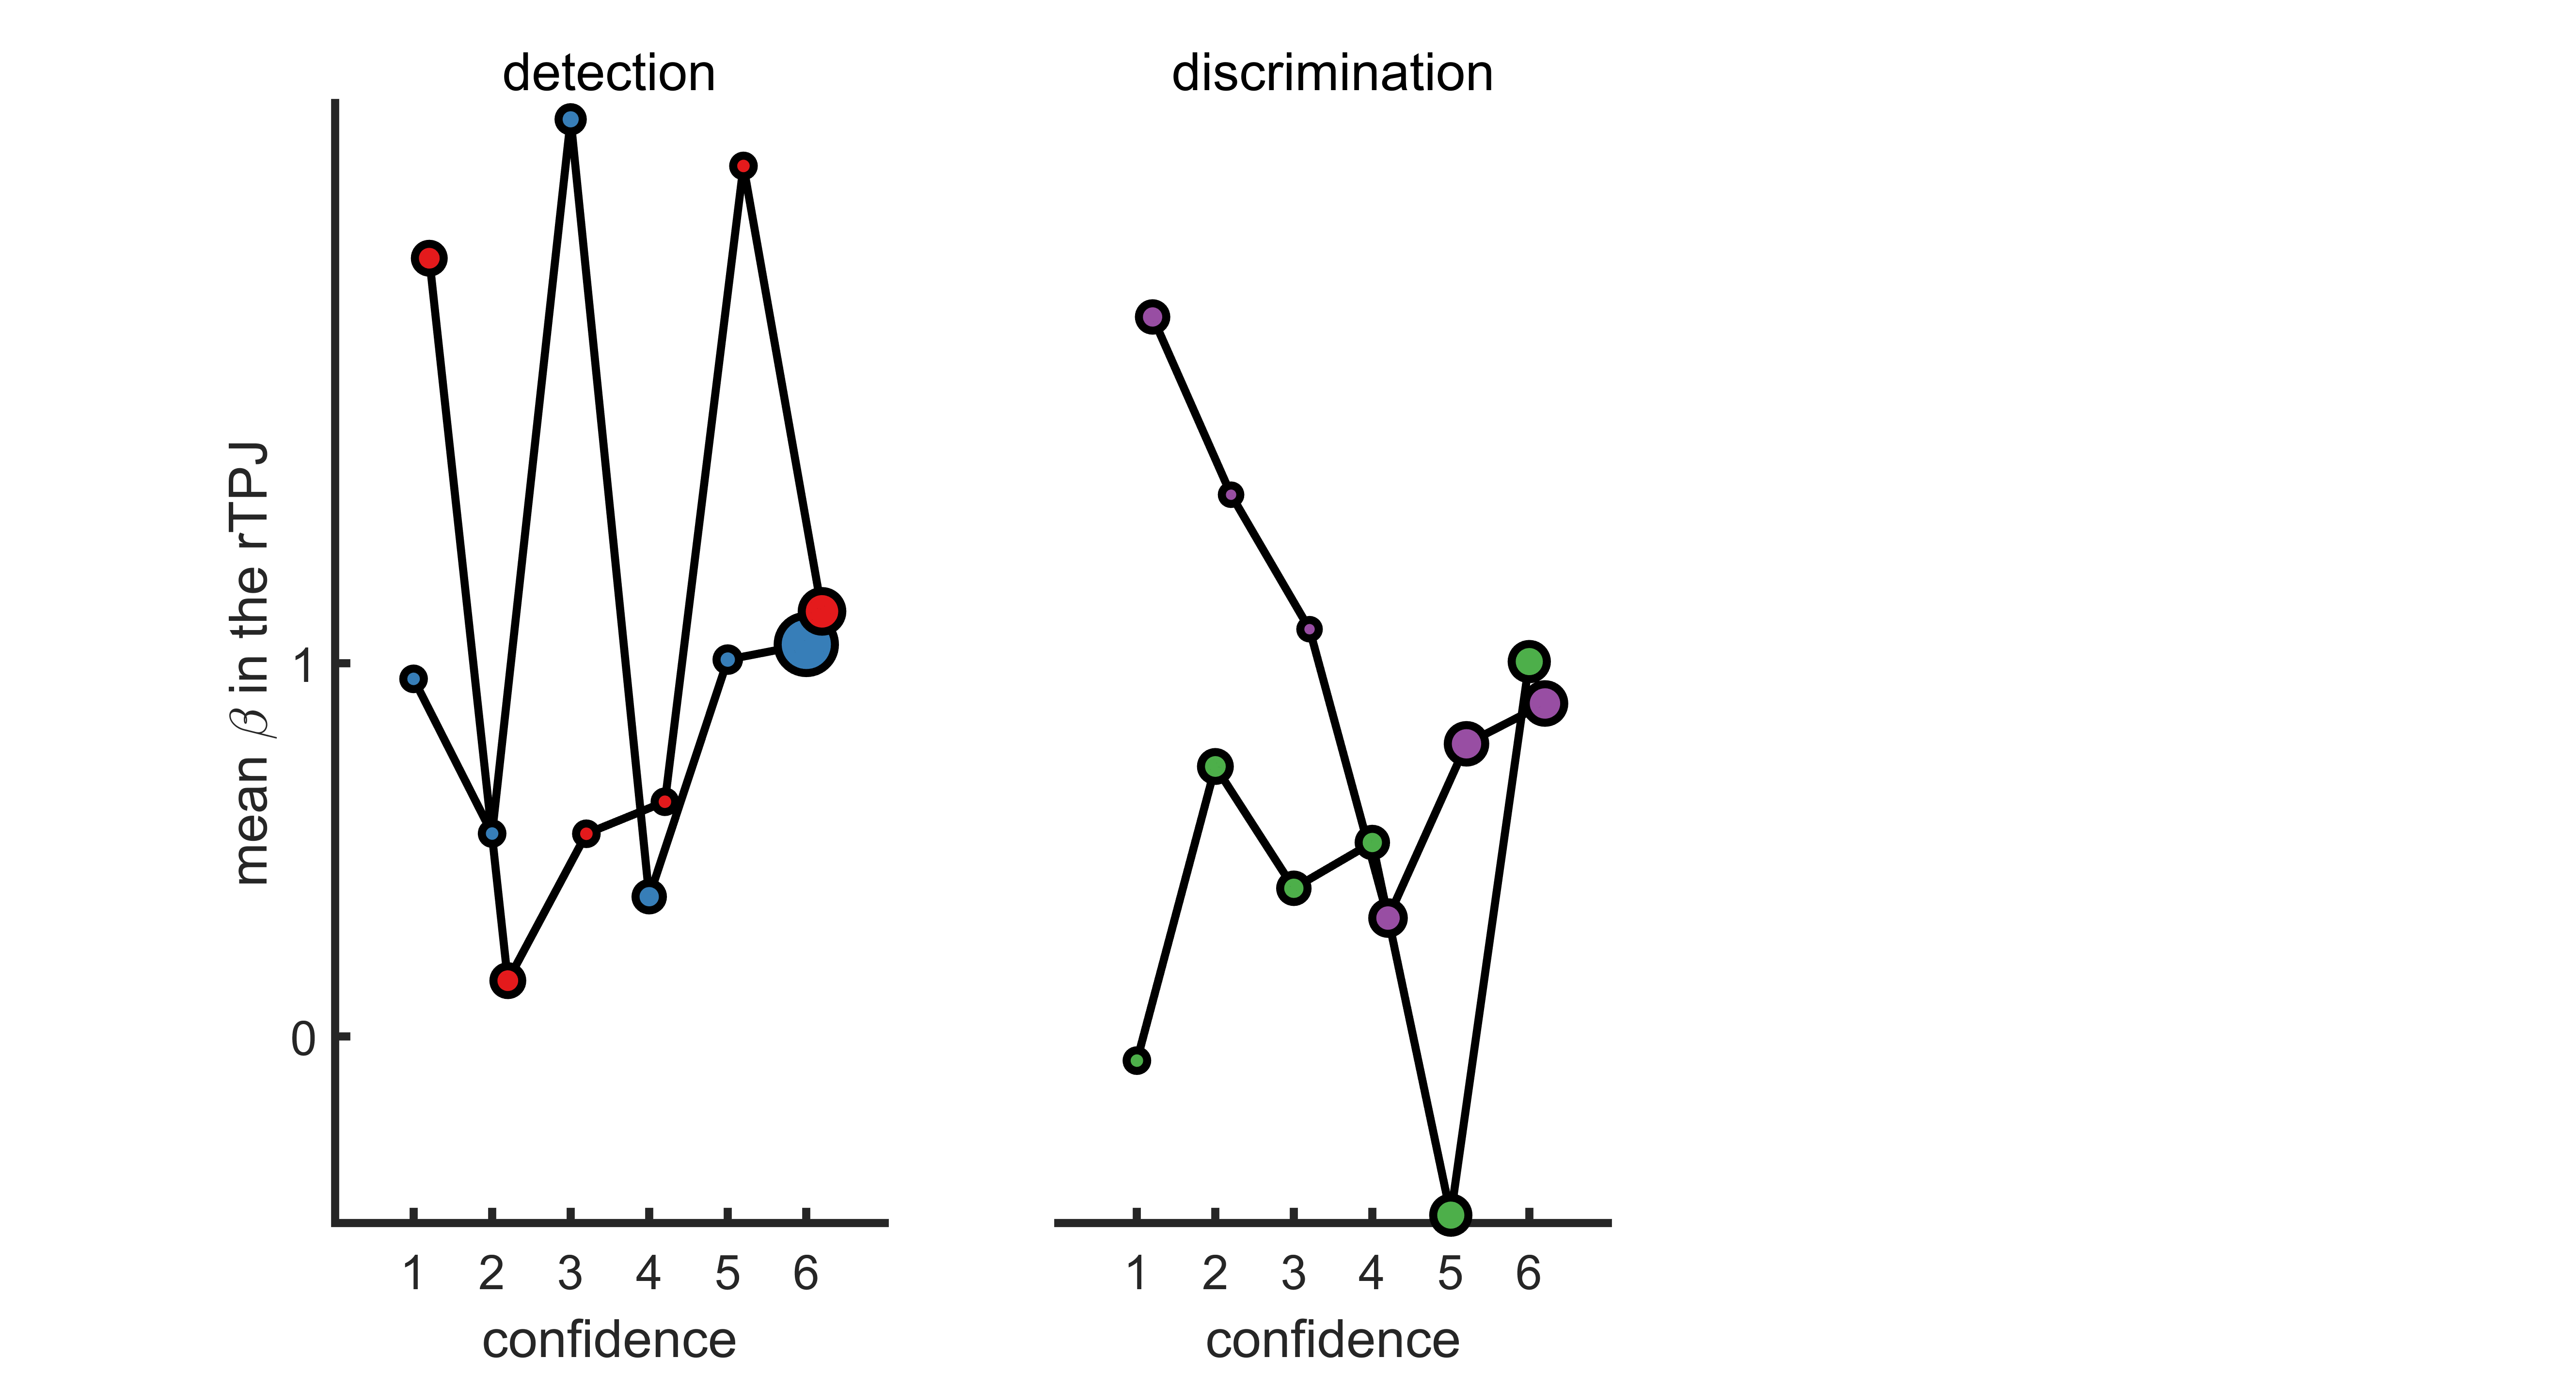 detection
discrimination
mean β in the rTPJ
1
0
1 2 3 4 5 6
1 2 3 4 5 6
confidence
confidence